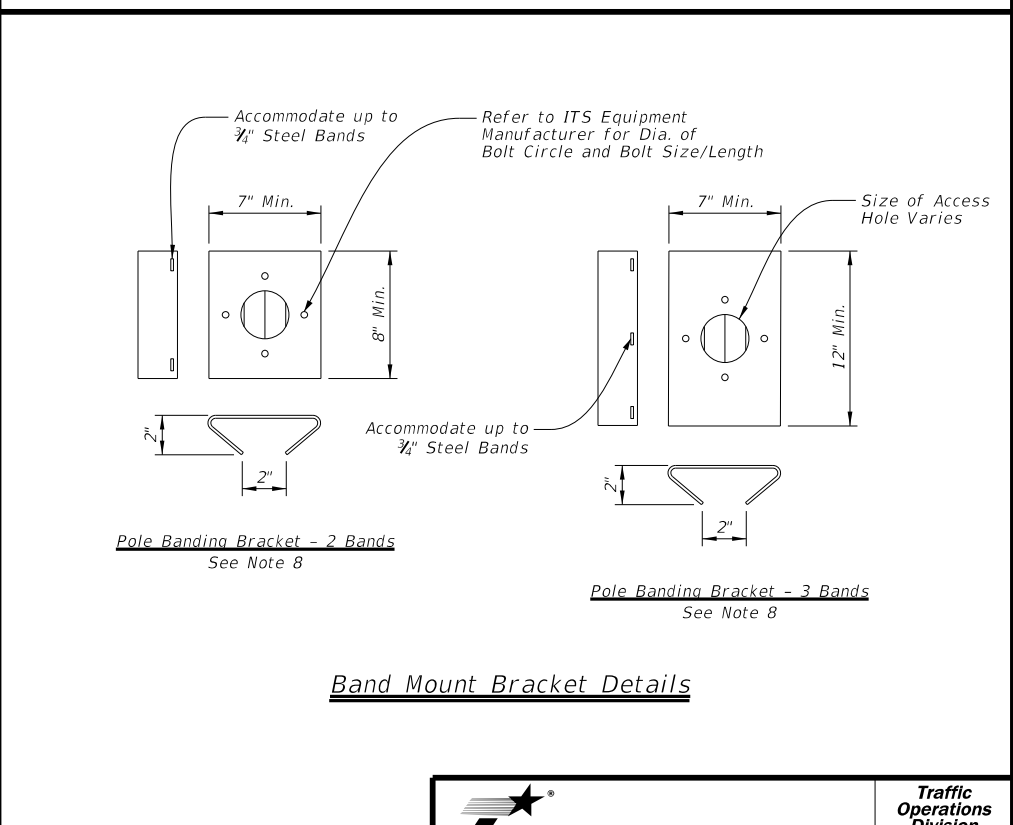 Accommodate up to
3/4" Steel Bands
Refer to ITS Equipment
Manufacturer for Dia. of
Bolt Circle and Bolt Size/Length
7" Min.
7" Min.
Size of Access
Hole Varies
8" Min.
12" Min.
Accommodate up to
3/4" Steel Bands
2"
2"
2"
2"
Pole Banding Bracket - 2 Bands
See Note 8
Pole Banding Bracket - 3 Bands
See Note 8
Band Mount Bracket Details
®
Traffic
Operations
Division